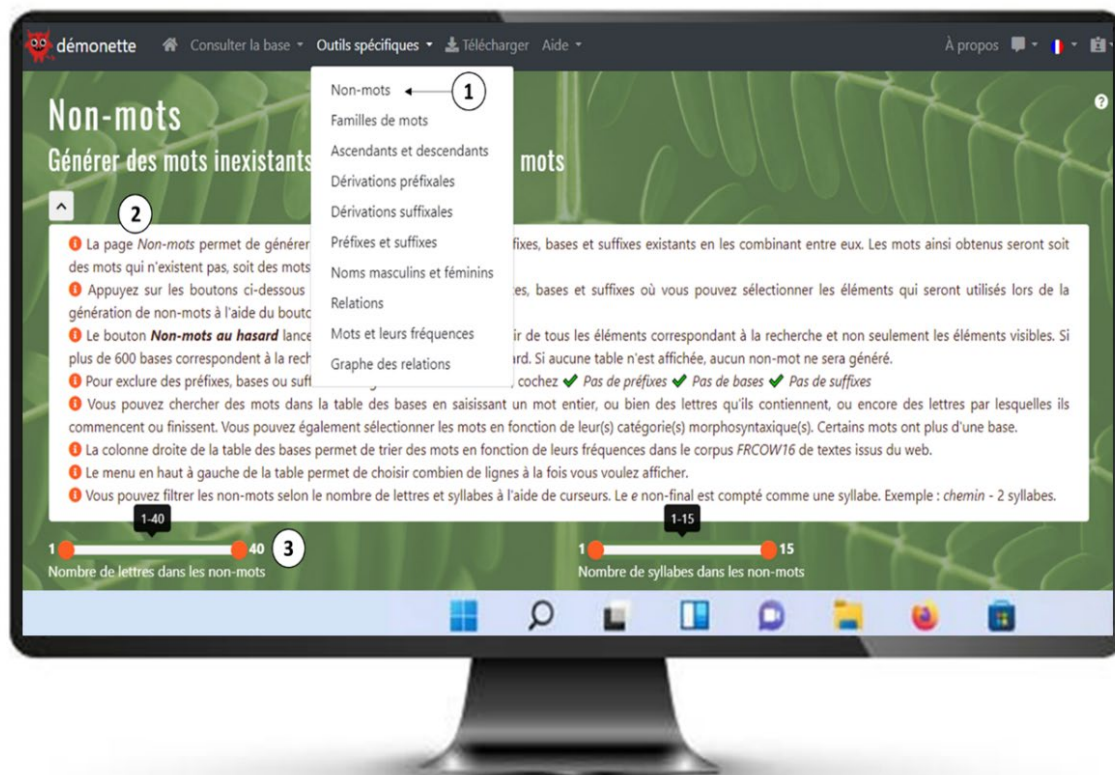 démonette Consulter la base Outils spécifiques Télécharger Aide À propos
Non-mots 1
Familles de mots
Ascendants et descendants
Dérivations préfixales
Dérivations suffixales
Préfixes et suffixes
Noms masculins et féminins
Relations
Mots et leurs fréquences
Graphe des relations
Non-mots
Générer des mots inexistants mots
2
La page Non-mots permet de générer fixes, bases et suffixes existants en les combinant entre eux. Les mots ainsi obtenus seront soit
des mots qui n'existent pas, soit des mots
Appuyez sur les boutons ci-dessous es, bases et suffixes où vous pouvez sélectionner les éléments qui seront utilisés lors de la
génération de non-mots à l'aide du bouto
Le bouton Non-mots au hasard lance ir de tous les éléments correspondant à la recherche et non seulement les éléments visibles. Si
plus de 600 bases correspondent à la rech ard. Si aucune table n'est affichée, aucun non-mot ne sera généré.
Pour exclure des préfixes, bases ou suff cochez ✔ Pas de préfixes ✔ Pas de bases ✔ Pas de suffixes
Vous pouvez chercher des mots dans la table des bases en saisissant un mot entier, ou bien des lettres qu'ils contiennent, ou encore des lettres par lesquelles ils
commencent ou finissent. Vous pouvez également sélectionner les mots en fonction de leur(s) catégorie(s) morphosyntaxique(s). Certains mots ont plus d'une base.
La colonne droite de la table des bases permet de trier des mots en fonction de leurs fréquences dans le corpus FRCOW16 de textes issus du web.
Le menu en haut à gauche de la table permet de choisir combien de lignes à la fois vous voulez afficher.
Vous pouvez filtrer les non-mots selon le nombre de lettres et syllabes à l'aide de curseurs. Le e non-final est compté comme une syllabe. Exemple : chemin - 2 syllabes.
1-40 1-15
1 40 3 1 15
Nombre de lettres dans les non-mots Nombre de syllabes dans les non-mots